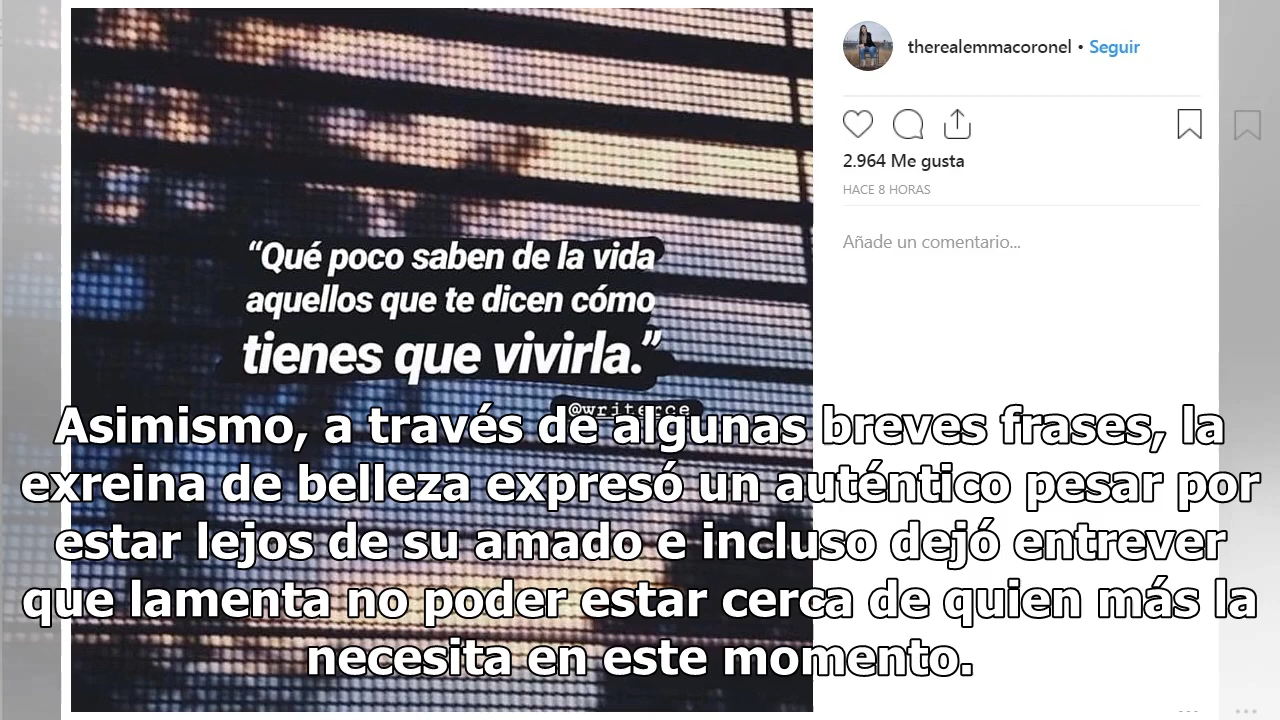 therealemmacoronel • Seguir
2.964 Me gusta
HACE 8 HORAS
Añade un comentario...
“Qué poco saben de la vida
aquellos que te dicen cómo
tienes que vivirla.”
Asimismo, a través de algunas breves frases, la
exreina de belleza expresó un auténtico pesar por
estar lejos de su amado e incluso dejó entrever
que lamenta no poder estar cerca de quien más la
necesita en este momento.